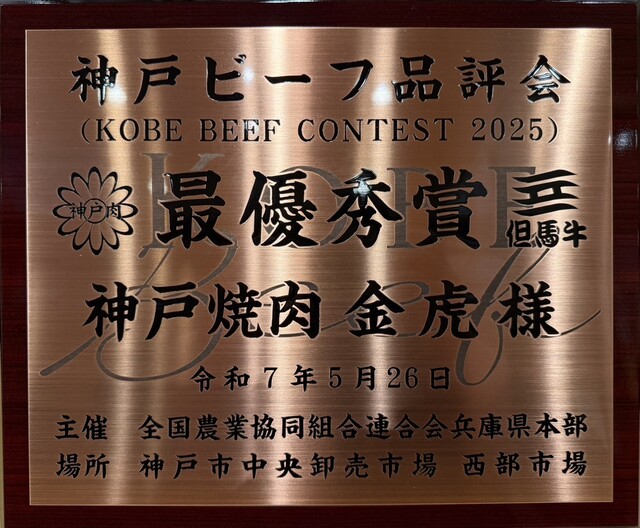 神戸ビーフ品評会
(KOBE BEEF CONTEST 2025)
神戸肉
最優秀賞
但馬牛
KOBE
Beef
神戸焼肉 金虎 様
令和7年5月26日
主催 全国農業協同組合連合会兵庫県本部
場所 神戸市中央卸売市場 西部市場